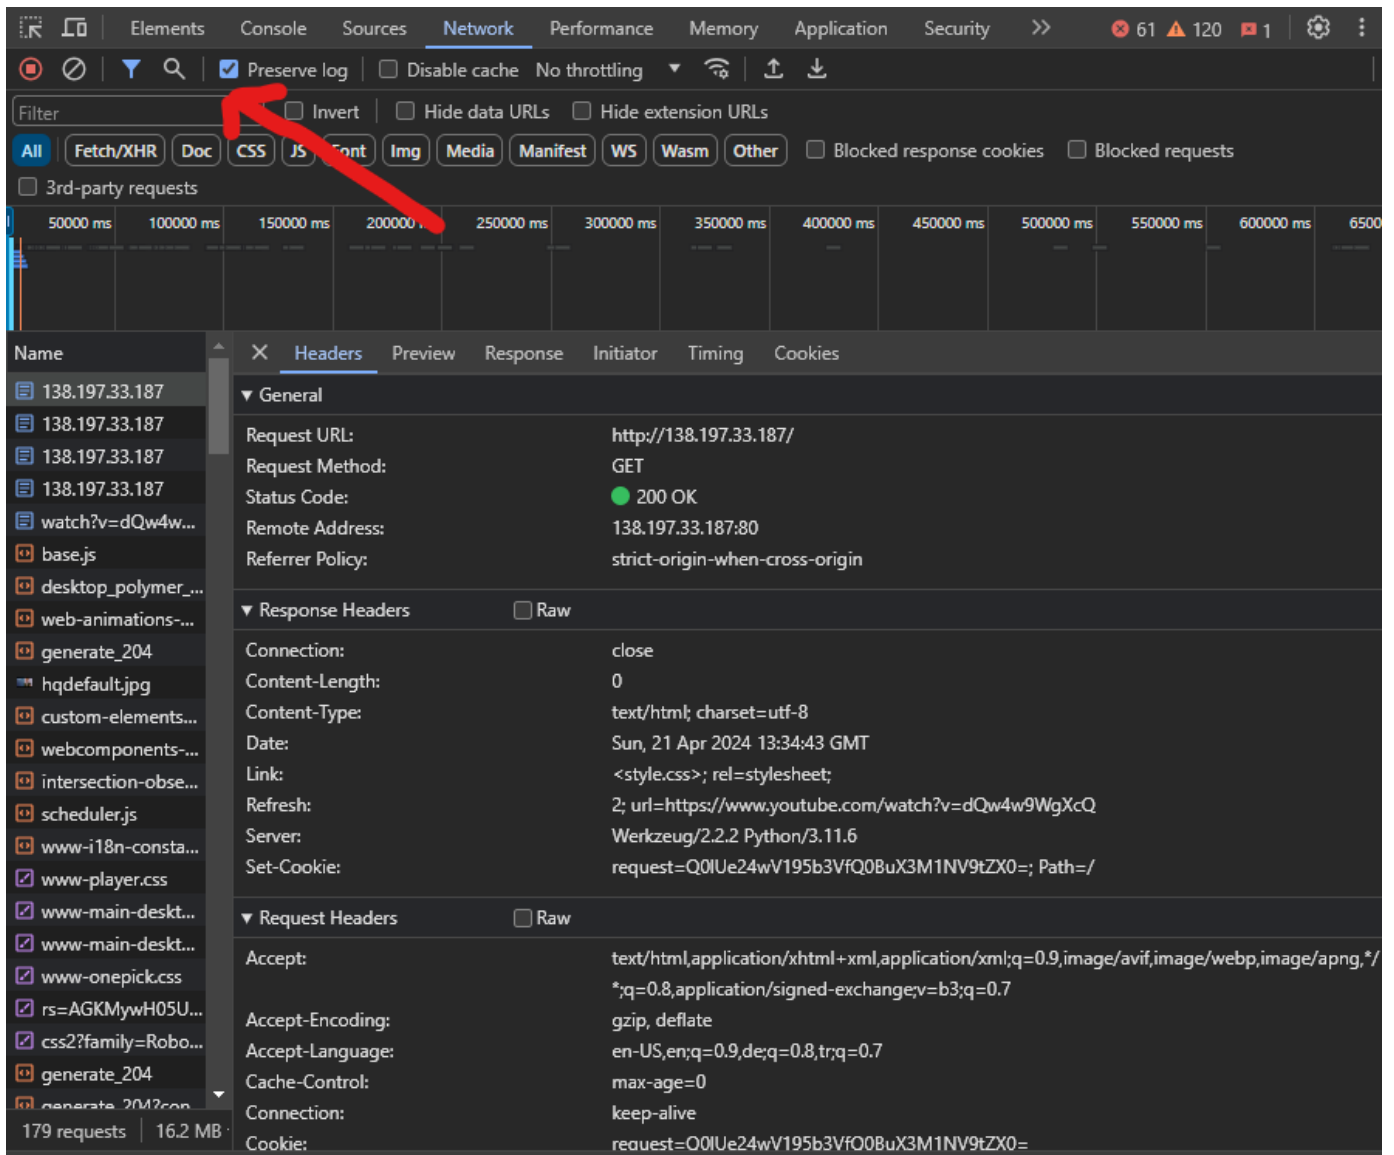 Elements Console Sources Network Performance Memory Application Security 61 120 1
Preserve log Disable cache No throttling
Filter Invert Hide data URLs Hide extension URLs
All Fetch/XHR Doc CSS JS Font Img Media Manifest WS Wasm Other Blocked response cookies Blocked requests
3rd-party requests
50000 ms 100000 ms 150000 ms 200000 250000 ms 300000 ms 350000 ms 400000 ms 450000 ms 500000 ms 550000 ms 600000 ms 6500
Name
138.197.33.187
138.197.33.187
138.197.33.187
138.197.33.187
watch?v=dQw4w...
base.js
desktop_polymer_...
web-animations-...
generate_204
hqdefault.jpg
custom-elements...
webcomponents-...
intersection-obse...
scheduler.js
www-i18n-consta...
www-player.css
www-main-deskt...
www-main-deskt...
www-onepick.css
rs=AGKMywH05U...
css2?family=Robo...
generate_204
generate_204?con
179 requests 16.2 MB
Headers Preview Response Initiator Timing Cookies
General
Request URL: http://138.197.33.187/
Request Method: GET
Status Code: 200 OK
Remote Address: 138.197.33.187:80
Referrer Policy: strict-origin-when-cross-origin
Response Headers Raw
Connection: close
Content-Length: 0
Content-Type: text/html; charset=utf-8
Date: Sun, 21 Apr 2024 13:34:43 GMT
Link: <style.css>; rel=stylesheet;
Refresh: 2; url=https://www.youtube.com/watch?v=dQw4w9WgXcQ
Server: Werkzeug/2.2.2 Python/3.11.6
Set-Cookie: request=Q0lUe24wV195b3VfQ0BuX3M1NV9tZX0=; Path=/
Request Headers Raw
Accept: text/html,application/xhtml+xml,application/xml;q=0.9,image/avif,image/webp,image/apng,*/
*;q=0.8,application/signed-exchange;v=b3;q=0.7
Accept-Encoding: gzip, deflate
Accept-Language: en-US,en;q=0.9,de;q=0.8,tr;q=0.7
Cache-Control: max-age=0
Connection: keep-alive
Cookie: request=Q0lUe24wV195b3VfQ0BuX3M1NV9tZX0=